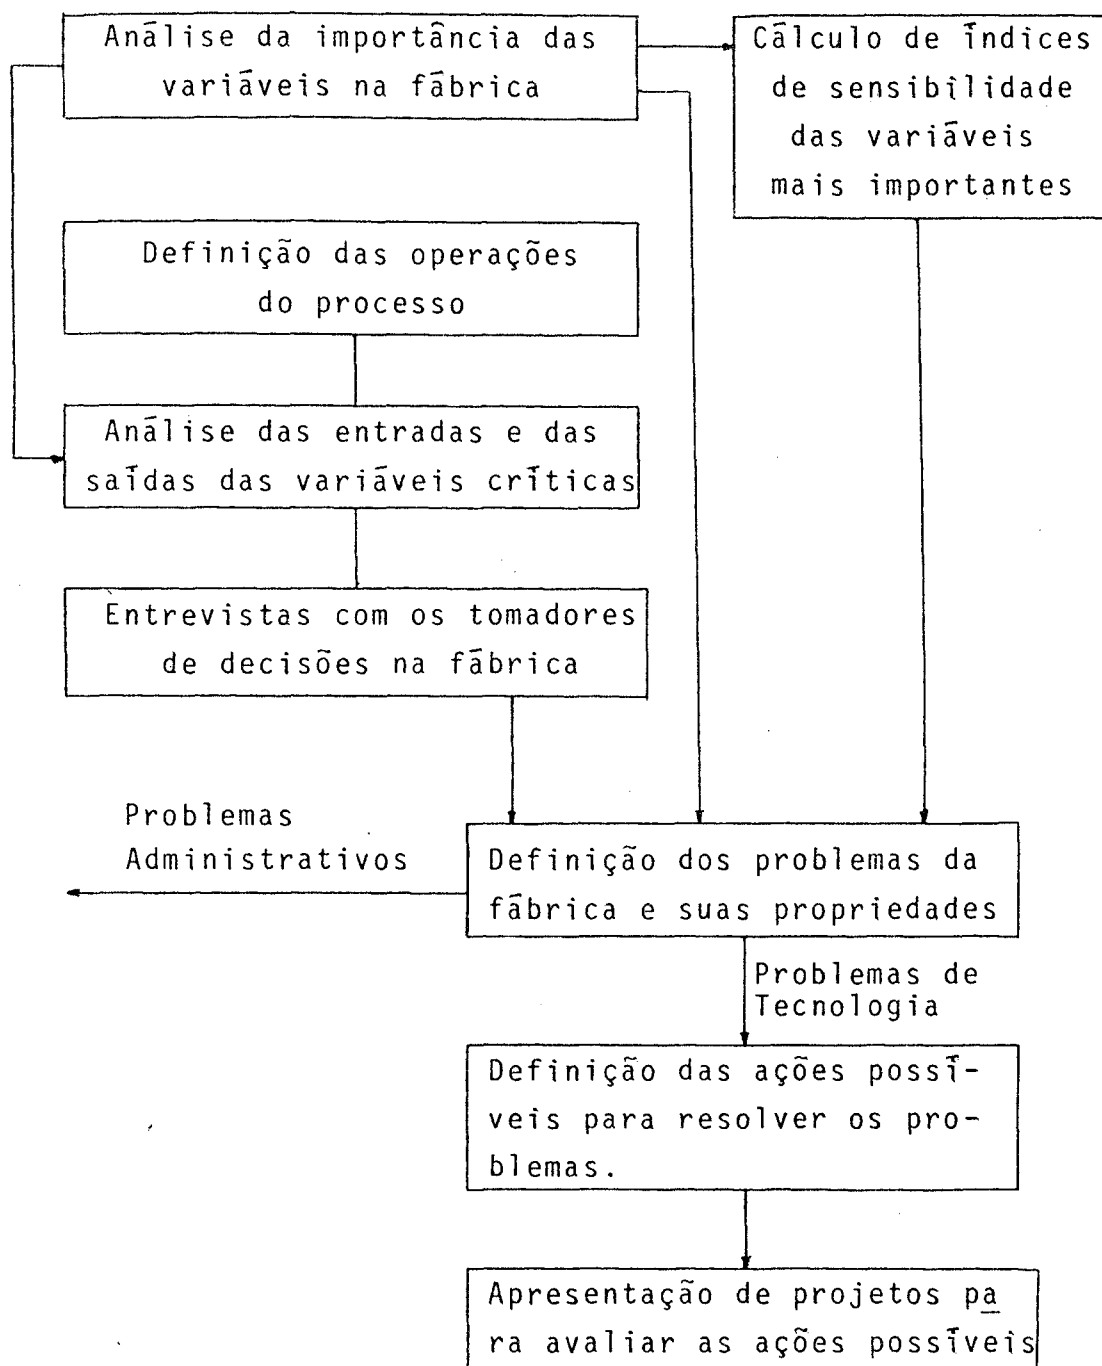 Análise da importância das
variáveis na fábrica
Cálculo de índices
de sensibilidade
das variáveis
mais importantes
Definição das operações
do processo
Análise das entradas e das
saídas das variáveis críticas
Entrevistas com os tomadores
de decisões na fábrica
Problemas
Administrativos
Definição dos problemas da
fábrica e suas propriedades
Problemas de
Tecnologia
Definição das ações possí-
veis para resolver os pro-
blemas.
Apresentação de projetos pa
ra avaliar as ações possíveis